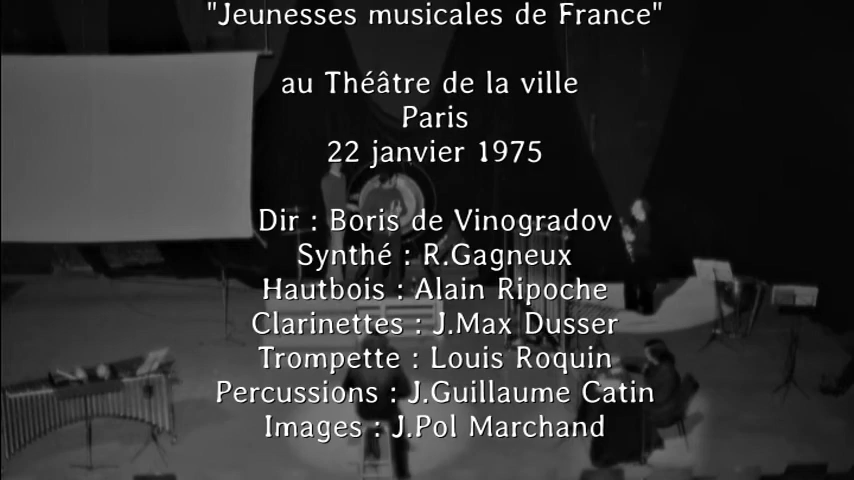 "Jeunesses musicales de France"
au Théâtre de la ville
Paris
22 janvier 1975
Dir : Boris de Vinogradov
Synthé : R.Gagneux
Hautbois : Alain Ripoche
Clarinettes : J.Max Dusser
Trompette : Louis Roquin
Percussions : J.Guillaume Catin
Images : J.Pol Marchand